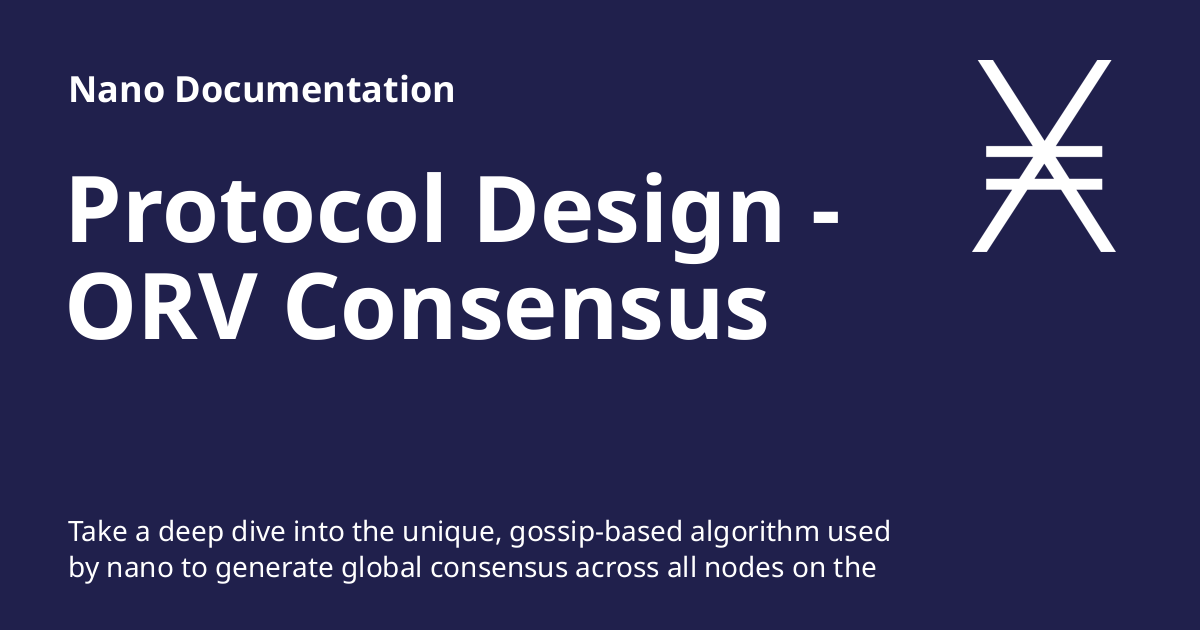 Nano Documentation
Protocol Design -
ORV Consensus
Take a deep dive into the unique, gossip-based algorithm used
by nano to generate global consensus across all nodes on the